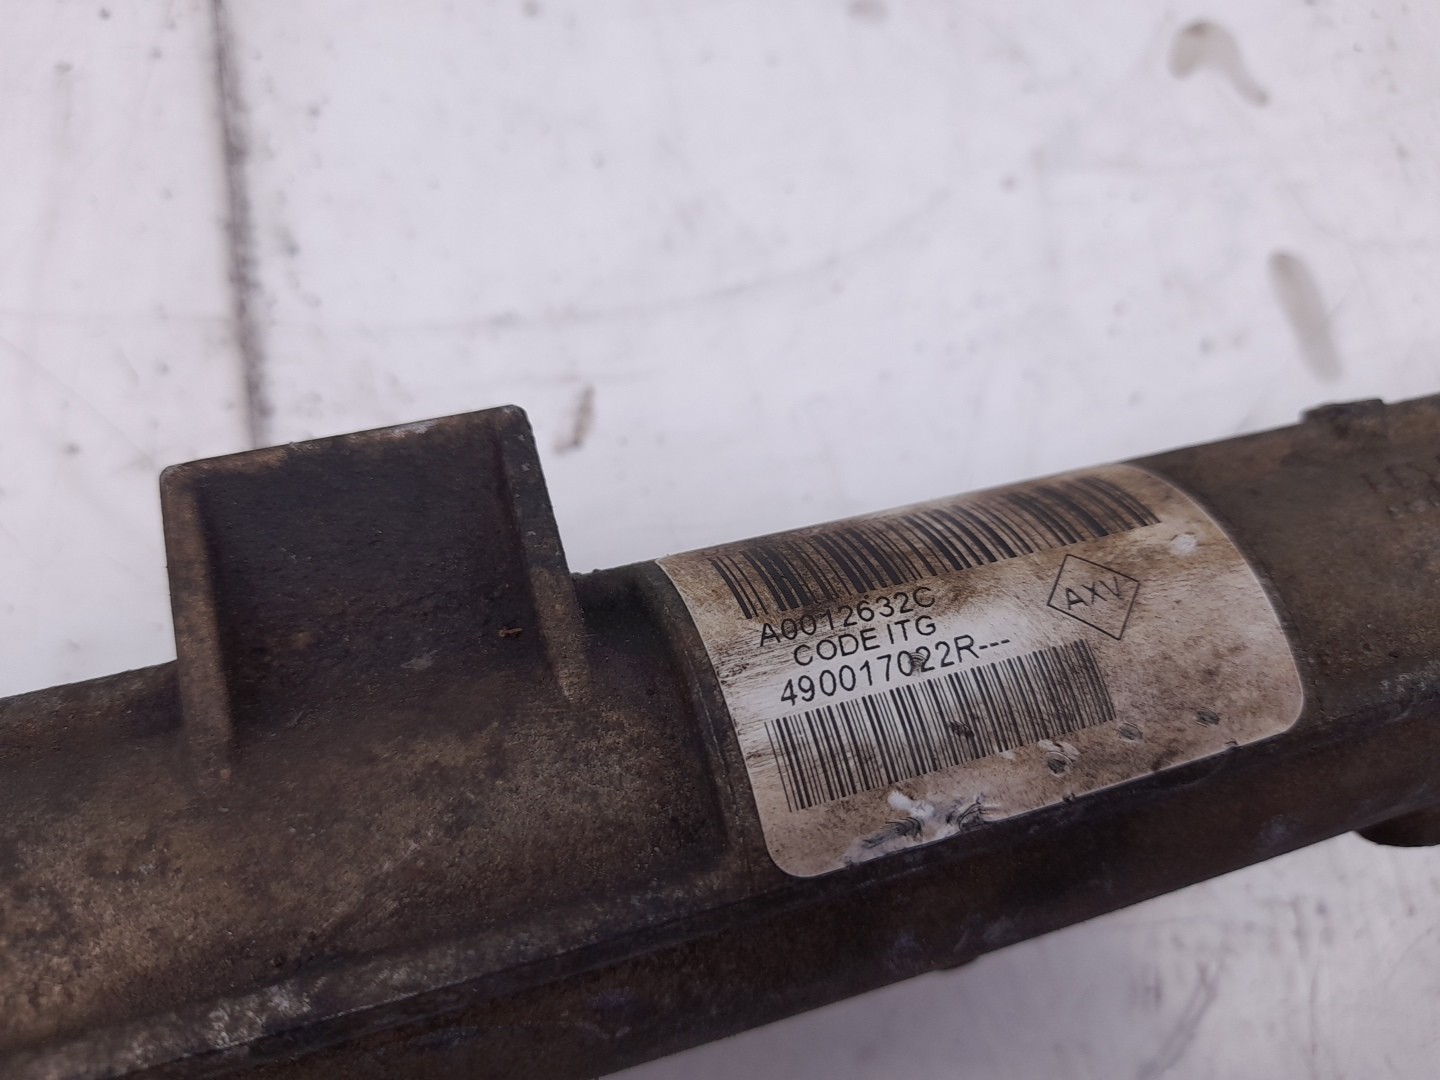 A0012632C
CODE ITG
AXV
490017022R---